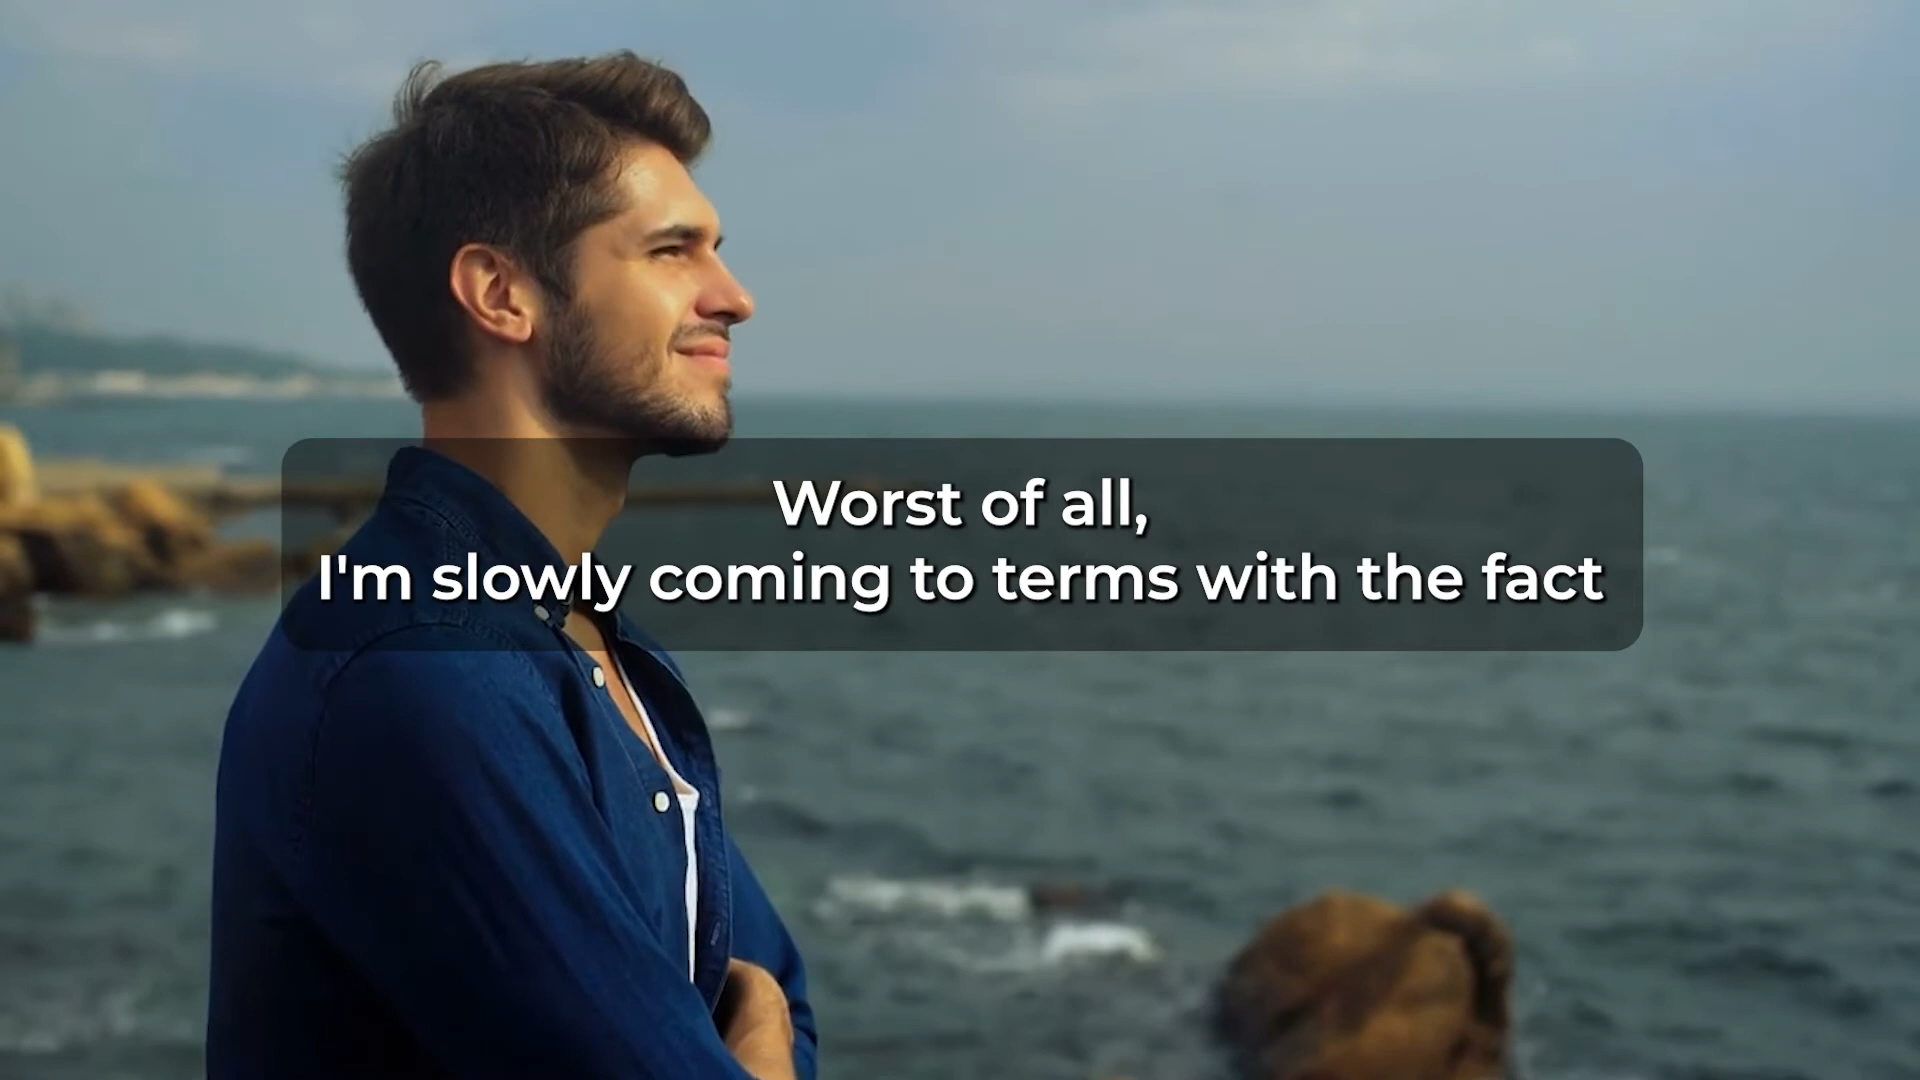 Worst of all,
I'm slowly coming to terms with the fact